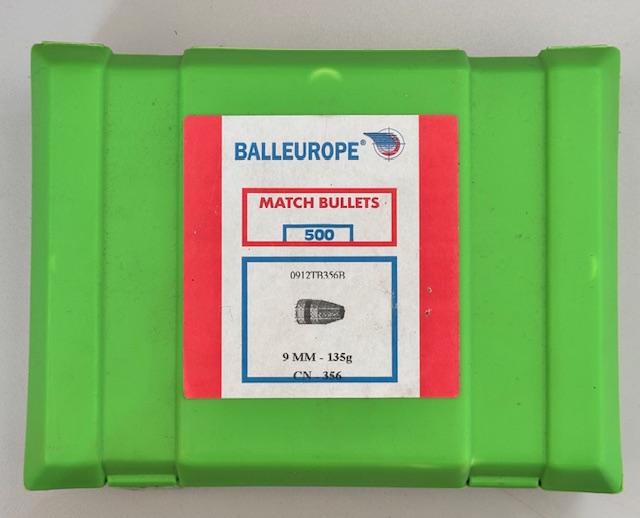 BALLEUROPE®
MATCH BULLETS
500
0912TB356B
9 MM - 135g
CN - 356